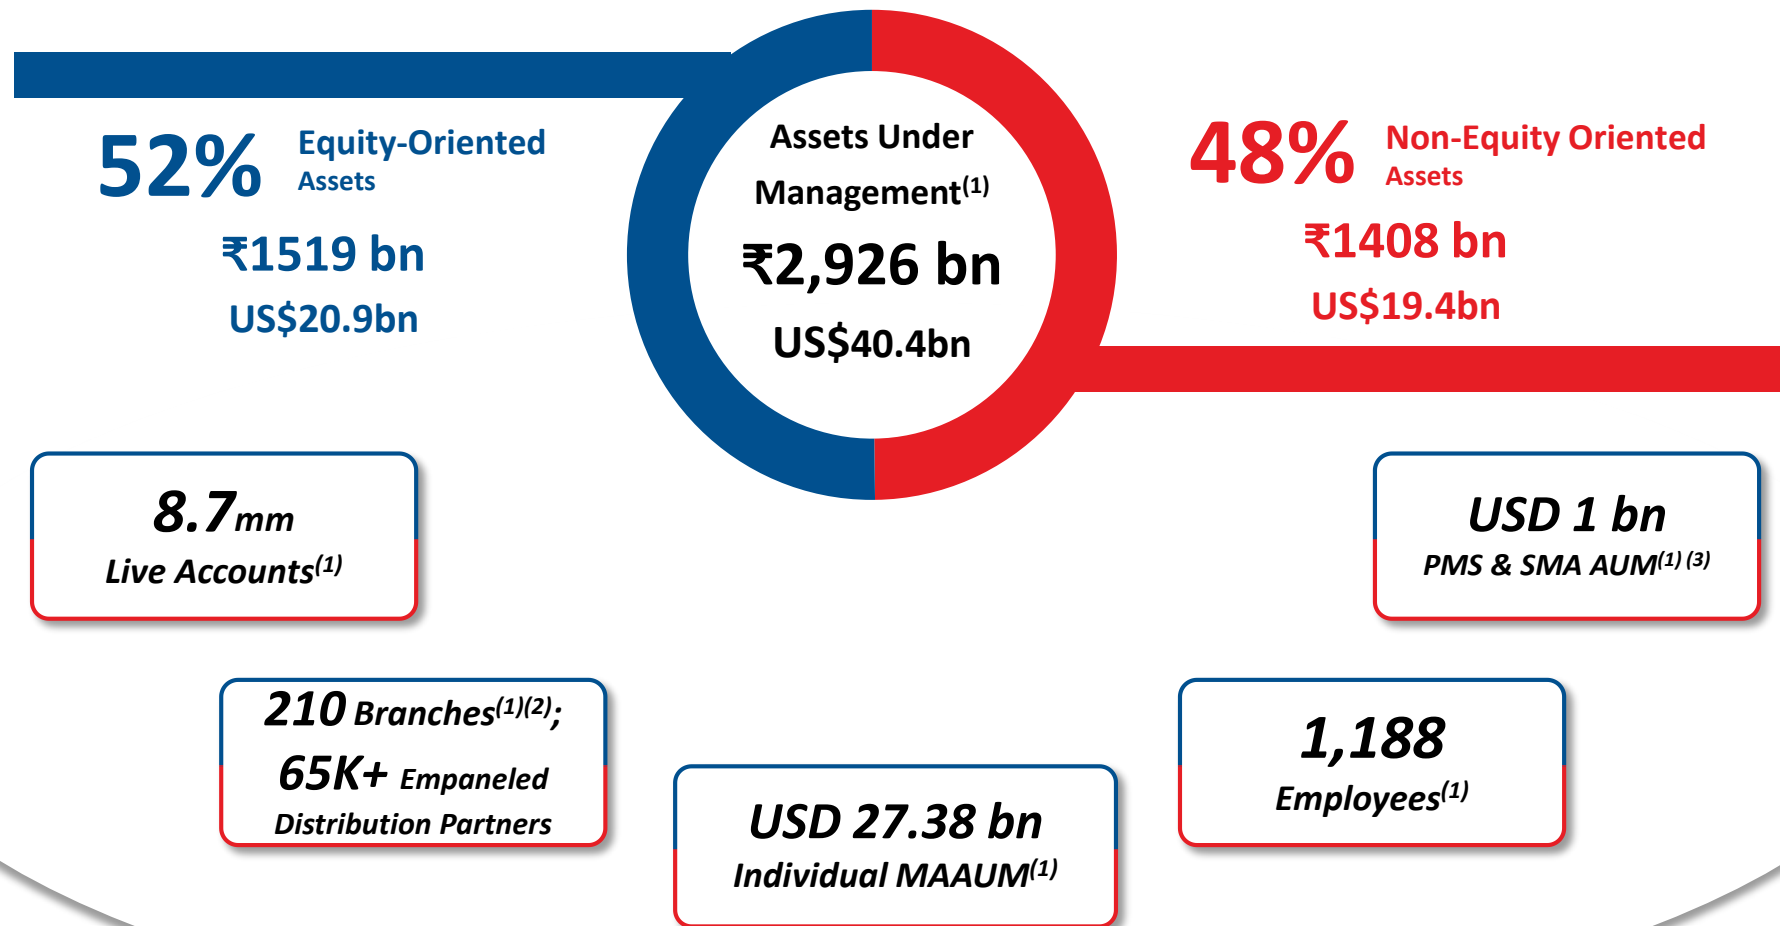 52% Equity-Oriented
Assets
₹1519 bn
US$20.9bn
Assets Under
Management(1)
₹2,926 bn
US$40.4bn
48% Non-Equity Oriented
Assets
₹1408 bn
US$19.4bn
8.7mm
Live Accounts(1)
USD 1 bn
PMS & SMA AUM(1) (3)
210 Branches(1)(2);
65K+ Empaneled
Distribution Partners
USD 27.38 bn
Individual MAAUM(1)
1,188
Employees(1)